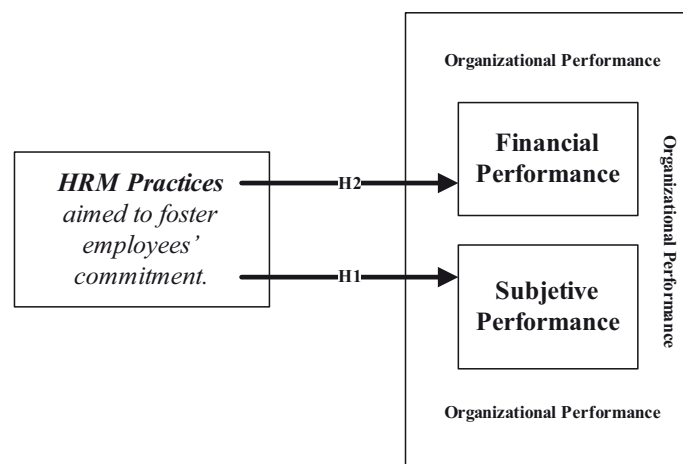 Organizational Performance
Financial
Performance
HRM Practices
aimed to foster
employees’
commitment.
H2
H1
Subjetive
Performance
Organizational Performance
Organizational Performance